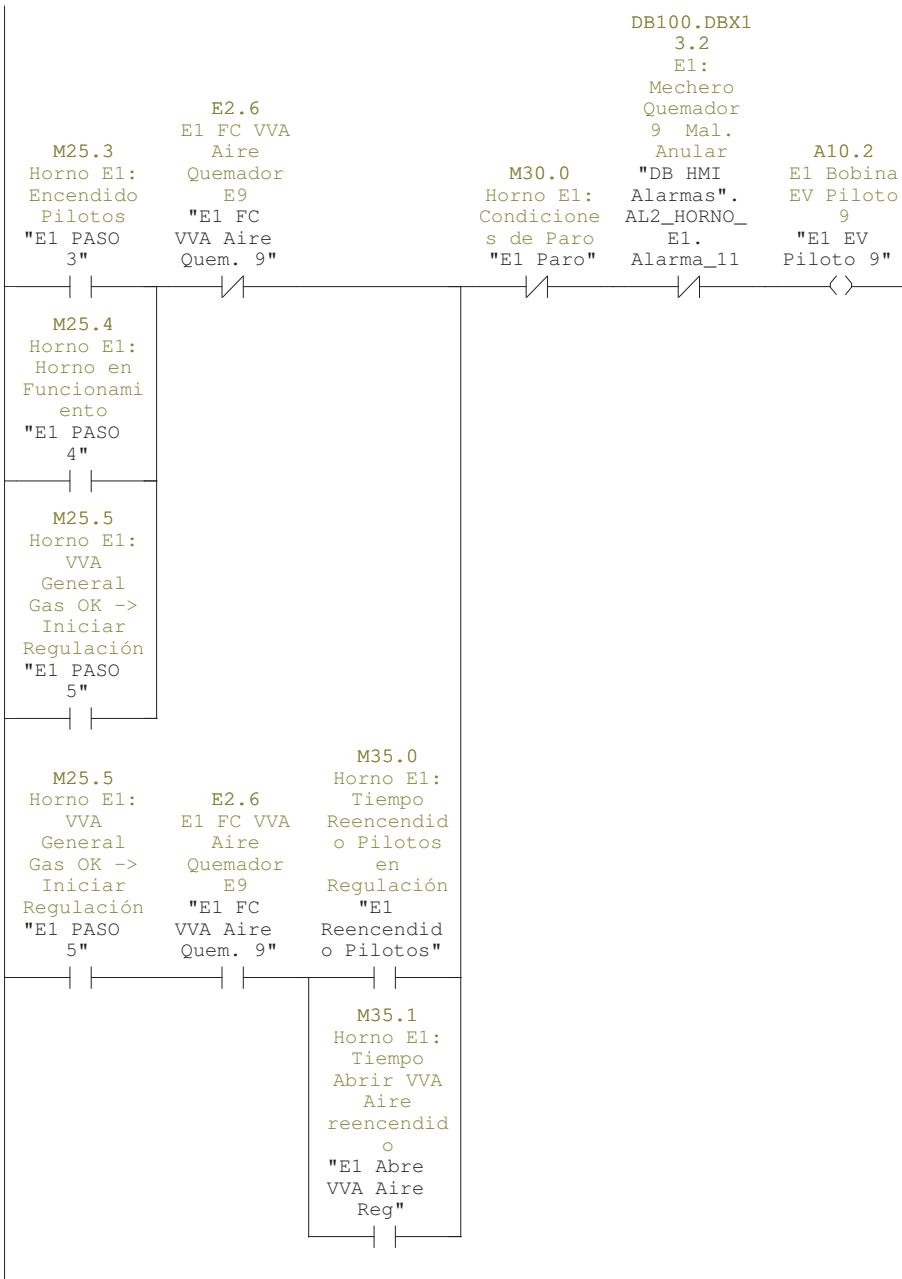 DB100.DBX1
3.2
E1:
Mechero
Quemador
9 Mal.
Anular
"DB HMI
Alarmas".
AL2_HORNO_
E1.
Alarma_11
M25.3
Horno E1:
Encendido
Pilotos
"E1 PASO
3"
E2.6
E1 FC VVA
Aire
Quemador
E9
"E1 FC
VVA Aire
Quem. 9"
M30.0
Horno E1:
Condicione
s de Paro
"E1 Paro"
A10.2
E1 Bobina
EV Piloto
9
"E1 EV
Piloto 9"
M25.4
Horno E1:
Horno en
Funcionami
ento
"E1 PASO
4"
M25.5
Horno E1:
VVA
General
Gas OK ->
Iniciar
Regulación
"E1 PASO
5"
M25.5
Horno E1:
VVA
General
Gas OK ->
Iniciar
Regulación
"E1 PASO
5"
E2.6
E1 FC VVA
Aire
Quemador
E9
"E1 FC
VVA Aire
Quem. 9"
M35.0
Horno E1:
Tiempo
Reencendid
o Pilotos
en
Regulación
"E1
Reencendid
o Pilotos"
M35.1
Horno E1:
Tiempo
Abrir VVA
Aire
reencendid
o
"E1 Abre
VVA Aire
Reg"